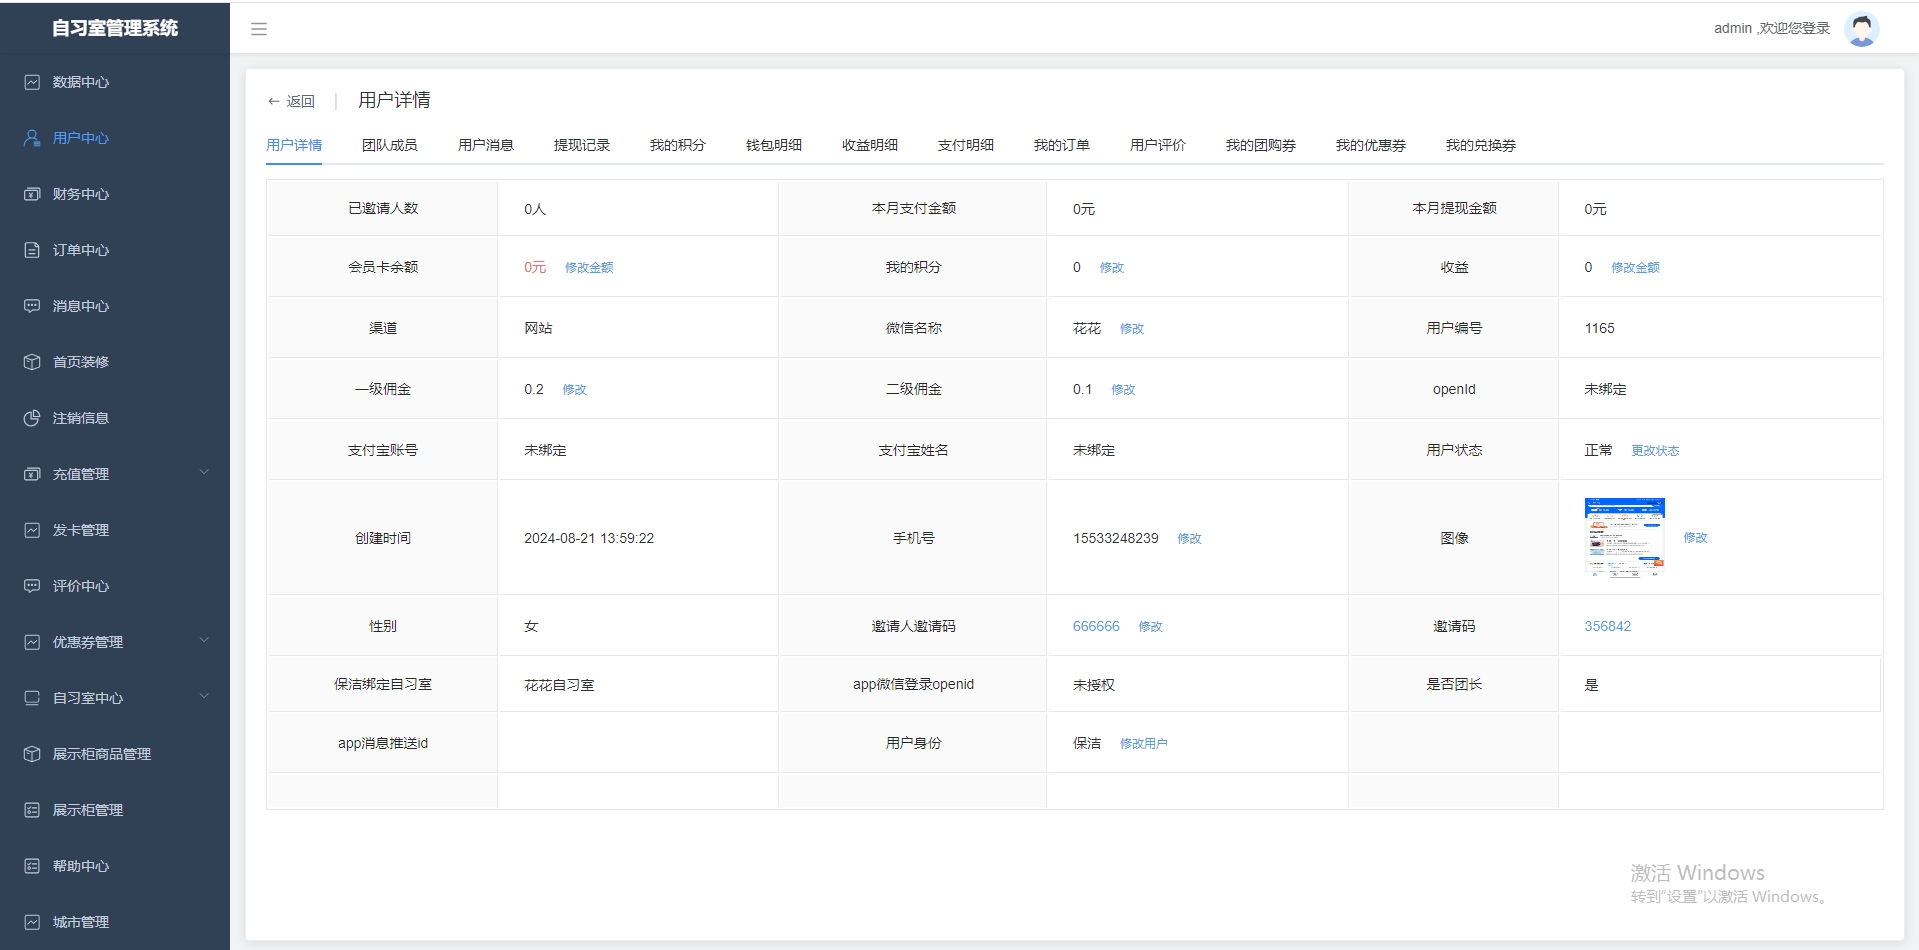 自习室管理系统
admin ,欢迎您登录
数据中心
用户中心
财务中心
订单中心
消息中心
首页装修
注销信息
充值管理
发卡管理
评价中心
优惠券管理
自习室中心
展示柜商品管理
展示柜管理
帮助中心
城市管理
← 返回 | 用户详情
用户详情 团队成员 用户消息 提现记录 我的积分 钱包明细 收益明细 支付明细 我的订单 用户评价 我的团购券 我的优惠券 我的兑换券
已邀请人数 0人 本月支付金额 0元 本月提现金额 0元
会员卡余额 0元 修改金额 我的积分 0 修改 收益 0 修改金额
渠道 网站 微信名称 花花 修改 用户编号 1165
一级佣金 0.2 修改 二级佣金 0.1 修改 openId 未绑定
支付宝账号 未绑定 支付宝姓名 未绑定 用户状态 正常 更改状态
创建时间 2024-08-21 13:59:22 手机号 15533248239 修改 图像 修改
性别 女 邀请人邀请码 666666 修改 邀请码 356842
保洁绑定自习室 花花自习室 app微信登录openid 未授权 是否团长 是
app消息推送id 用户身份 保洁 修改用户
激活 Windows
转到"设置"以激活 Windows。